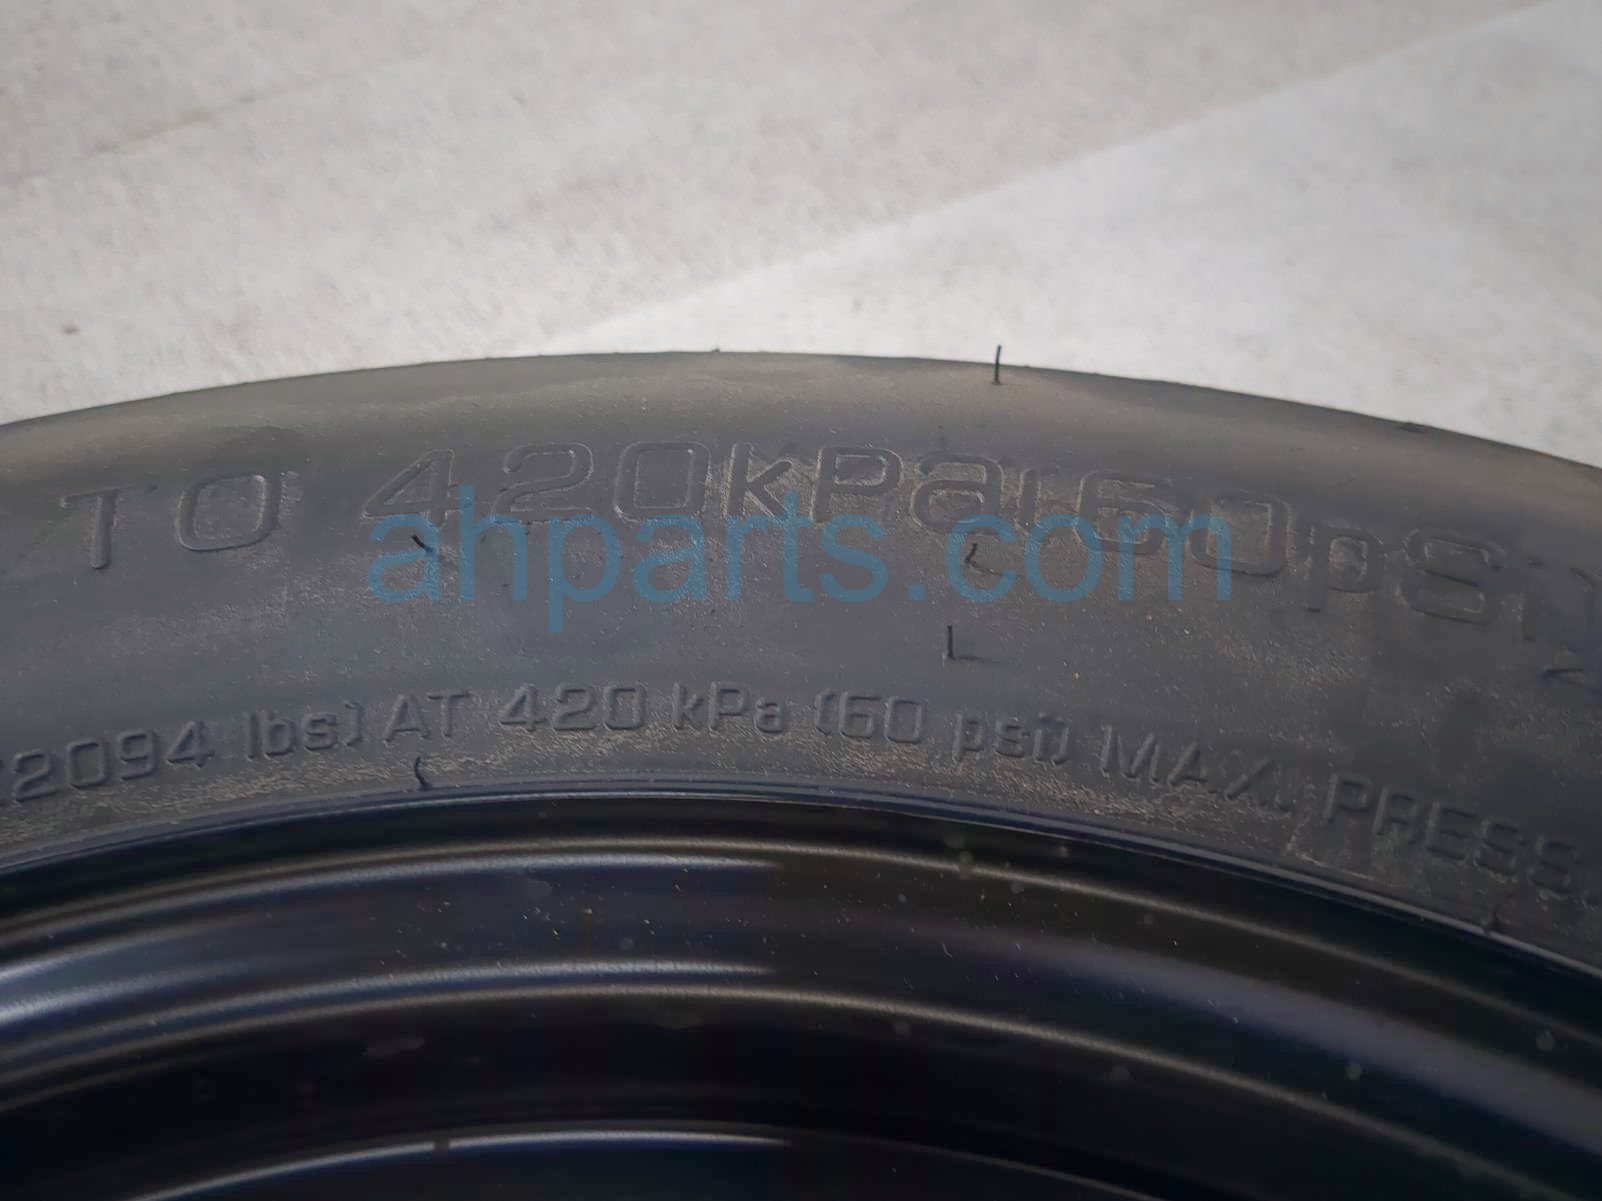 TO 420kPa(60psi)
ahparts.com
2094 lbs) AT 420 kPa (60 psi) MAX. PRESS.